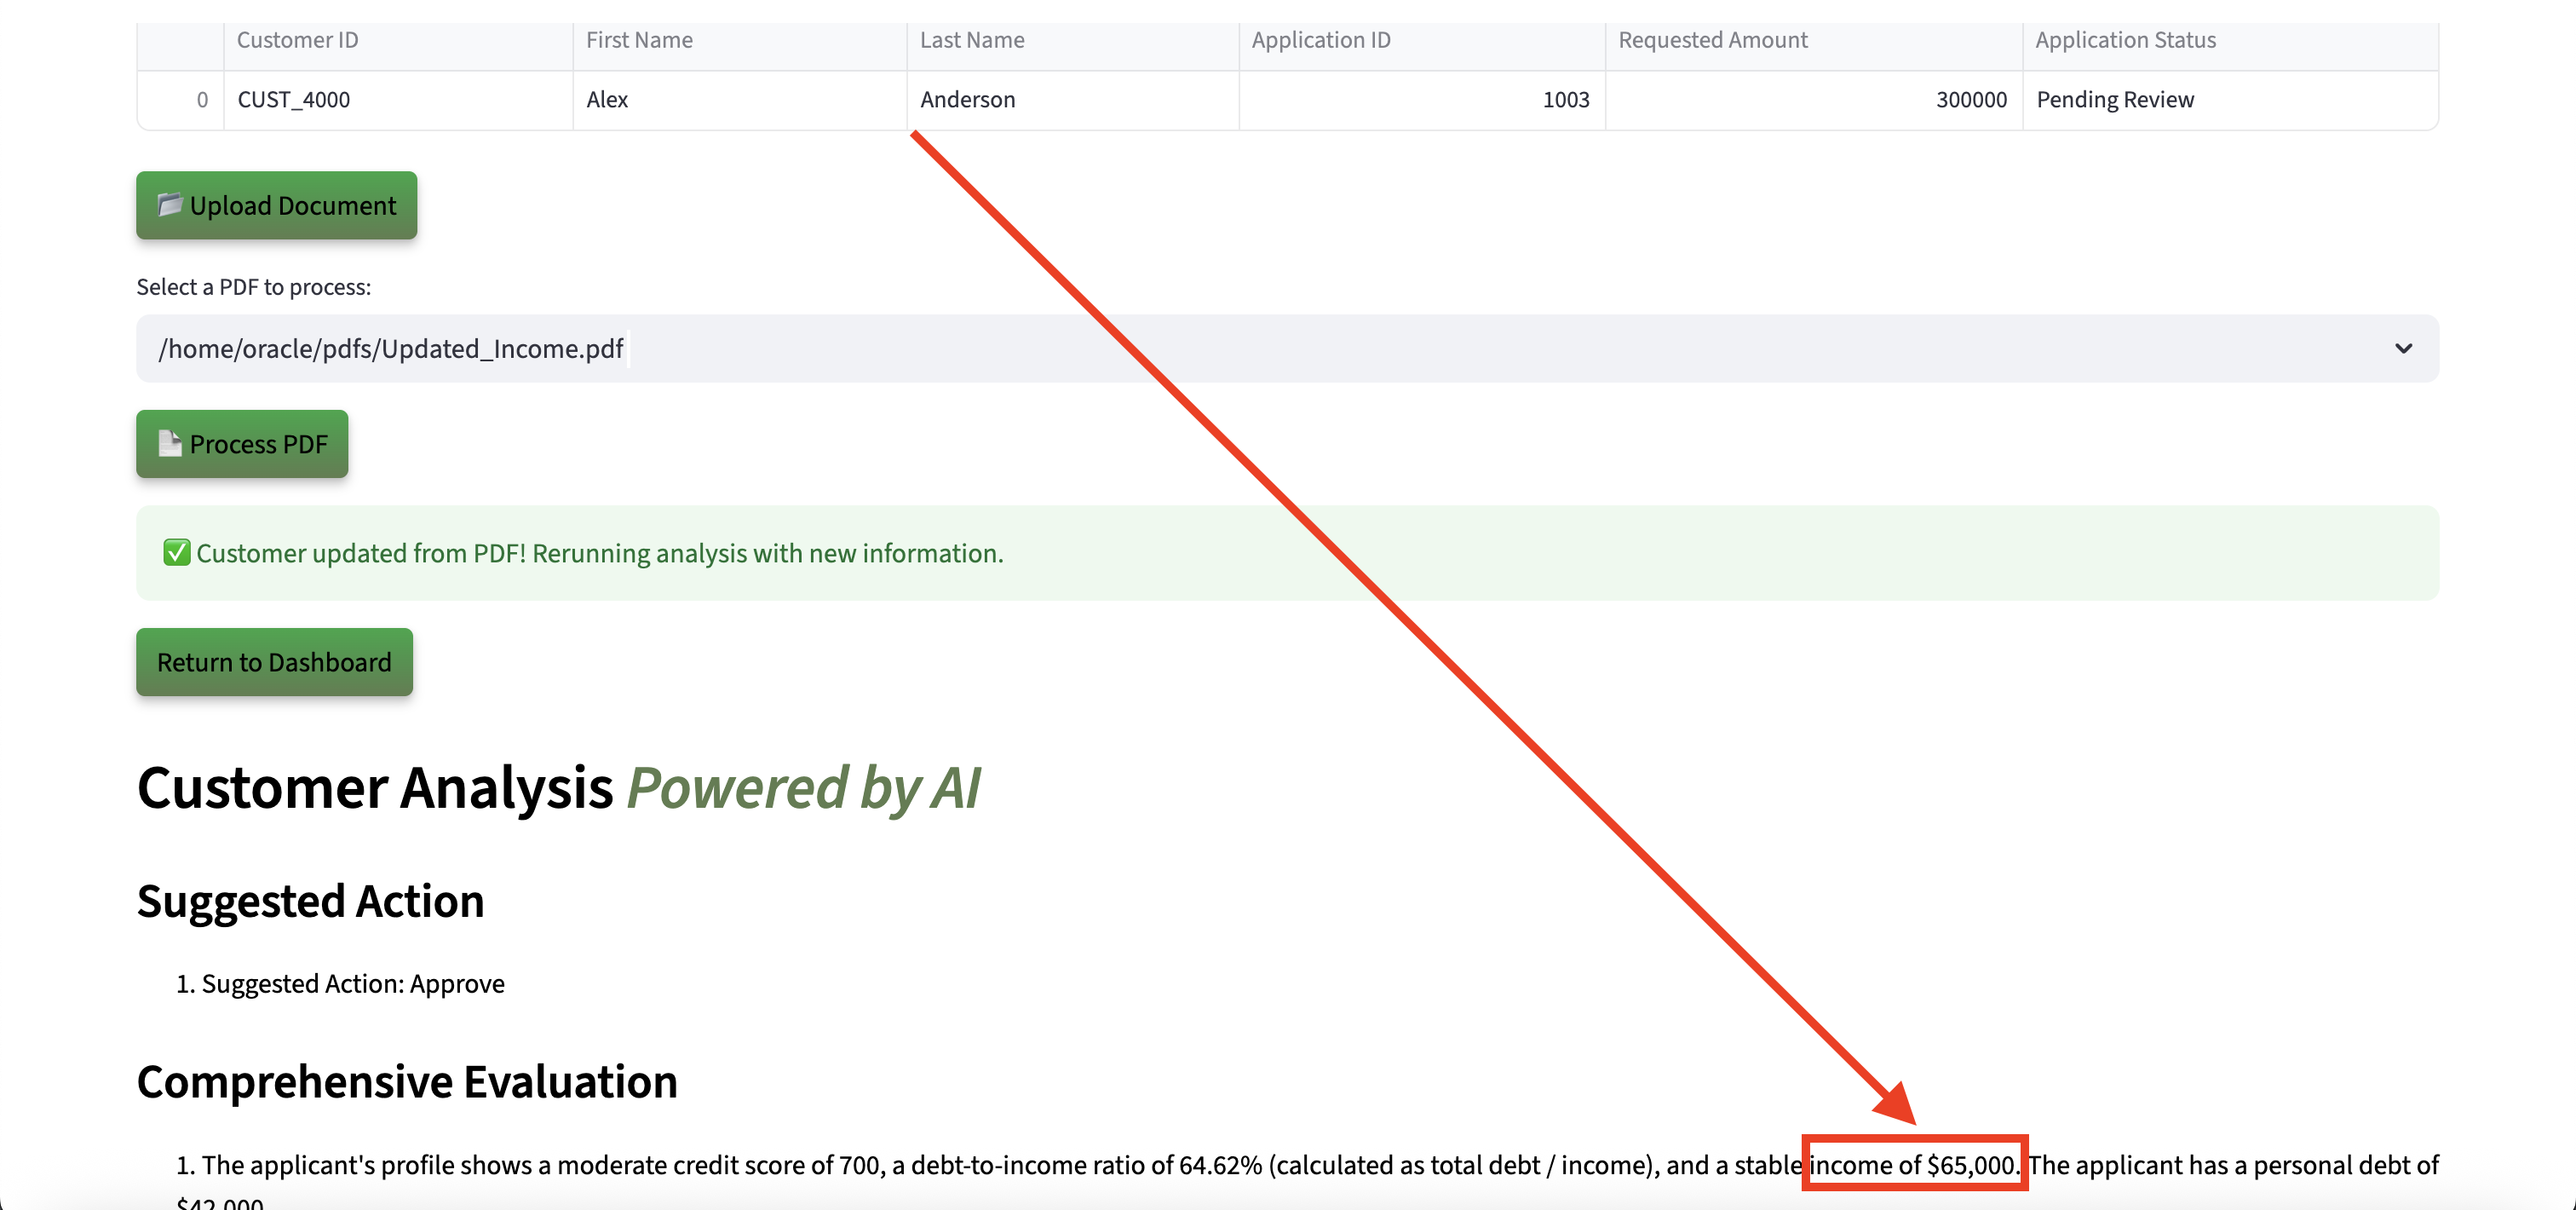 Customer ID First Name Last Name Application ID Requested Amount Application Status
0 CUST_4000 Alex Anderson 1003 300000 Pending Review
Upload Document
Select a PDF to process:
/home/oracle/pdfs/Updated_Income.pdf
Process PDF
Customer updated from PDF! Rerunning analysis with new information.
Return to Dashboard
Customer Analysis Powered by AI
Suggested Action
1. Suggested Action: Approve
Comprehensive Evaluation
1. The applicant's profile shows a moderate credit score of 700, a debt-to-income ratio of 64.62% (calculated as total debt / income), and a stable income of $65,000. The applicant has a personal debt of
$42,000